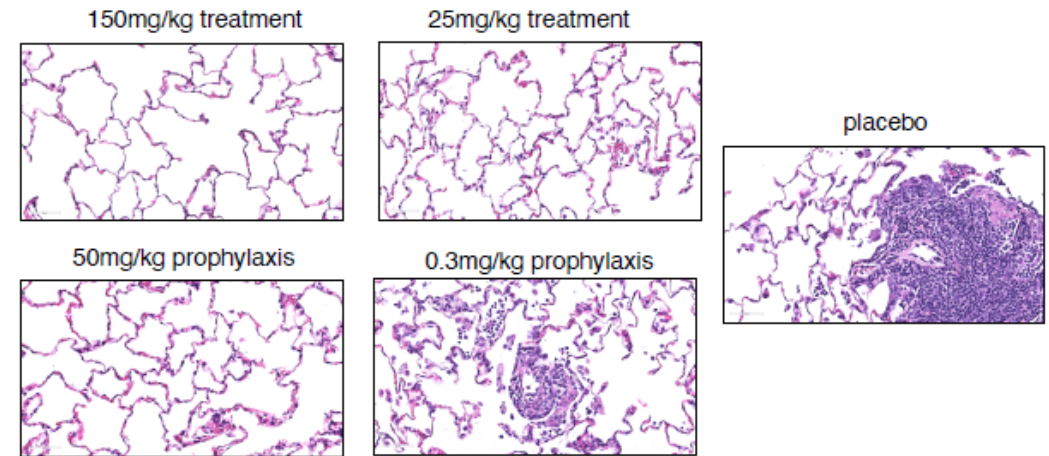 150mg/kg treatment
25mg/kg treatment
placebo
50mg/kg prophylaxis
0.3mg/kg prophylaxis